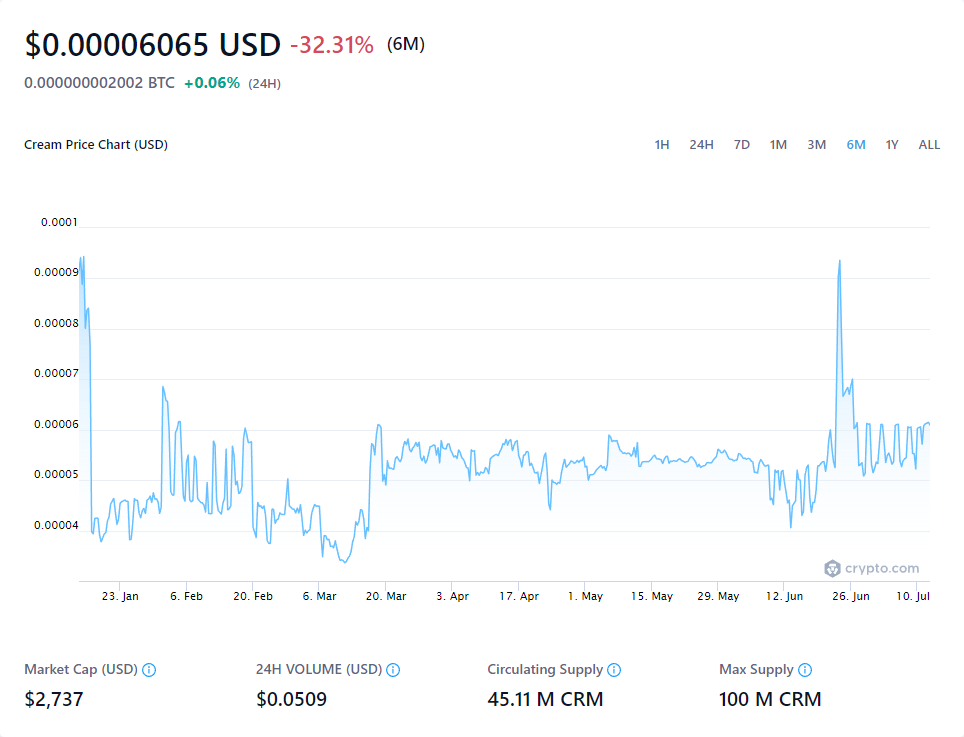 $0.00006065 USD -32.31% (6M)
0.000000002002 BTC +0.06% (24H)
Cream Price Chart (USD) 1H 24H 7D 1M 3M 6M 1Y ALL
0.0001
0.00009
0.00008
0.00007
0.00006
0.00005
0.00004
crypto.com
23. Jan 6. Feb 20. Feb 6. Mar 20. Mar 3. Apr 17. Apr 1. May 15. May 29. May 12. Jun 26. Jun 10. Jul
Market Cap (USD) 24H VOLUME (USD) Circulating Supply Max Supply
$2,737 $0.0509 45.11 M CRM 100 M CRM